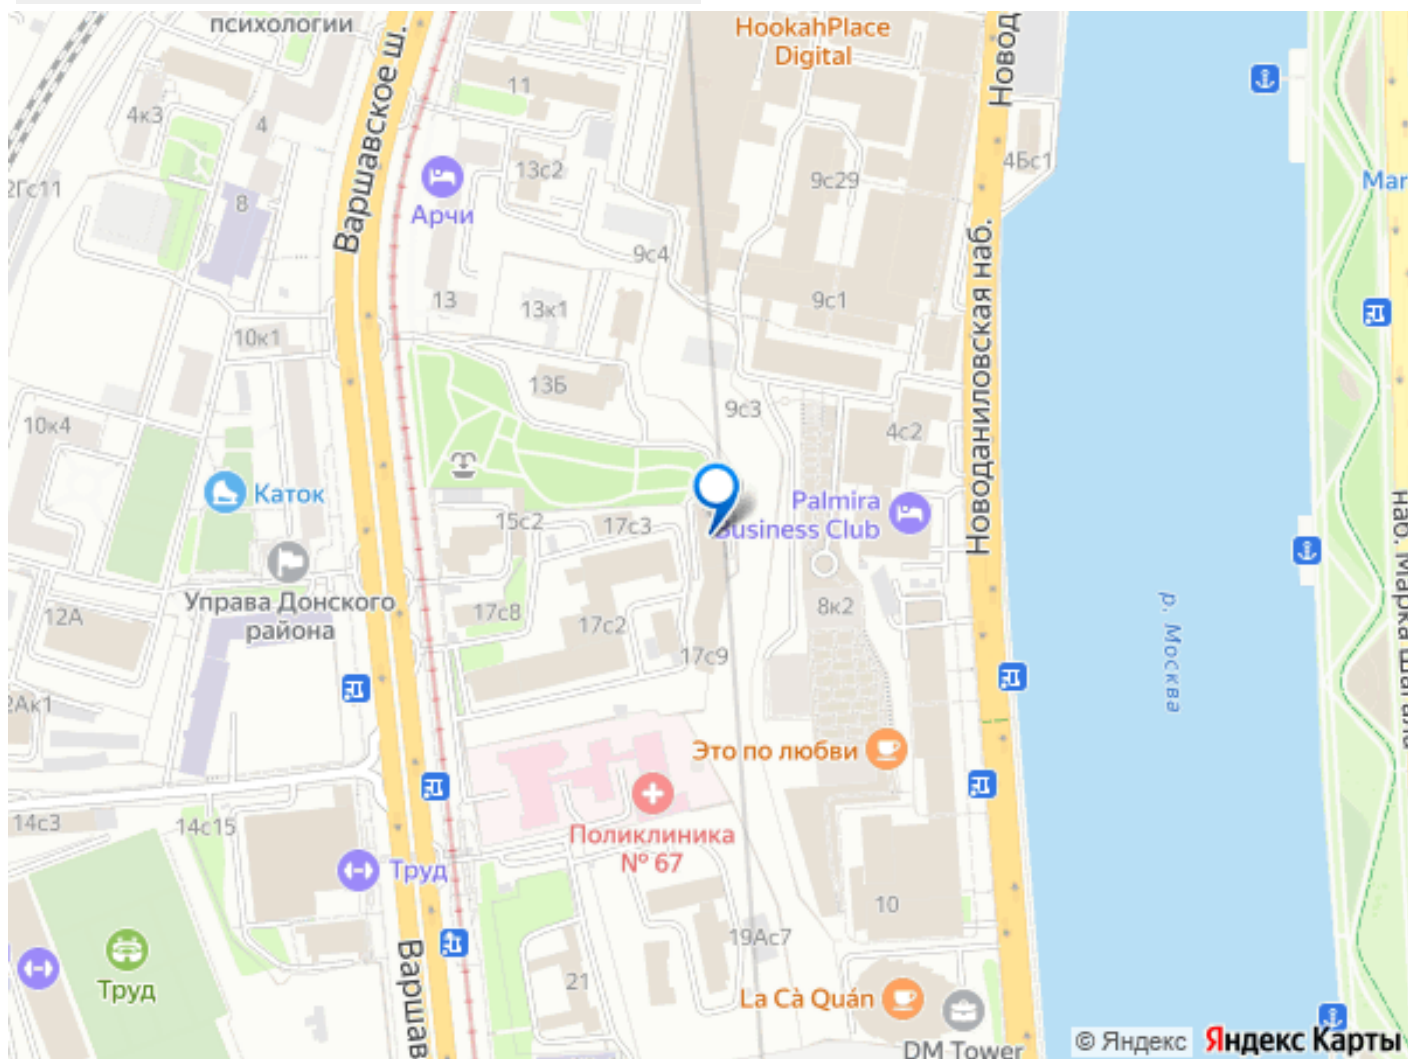 психологии
HookahPlace
Digital
Новод
Варшавское ш.
11
4к3
4
13с2
4Бс1
2Гс11
9с29
Mar
8
Арчи
Новоданиловская наб.
9с4
13
13к1
9с1
10к1
13Б
9с3
10к4
4с2
Каток
15с2
17с3
Palmira
Business Club
наб. Марка Шагала
Управа Донского
района
12А
17с8
17с2
8к2
р. Москва
17с9
2Ак1
Это по любви
14с3
14с15
Поликлиника
№ 67
Труд
10
19Ас7
Варшав
Труд
21
La Cà Quán
DM Tower
© Яндекс
Яндекс Карты